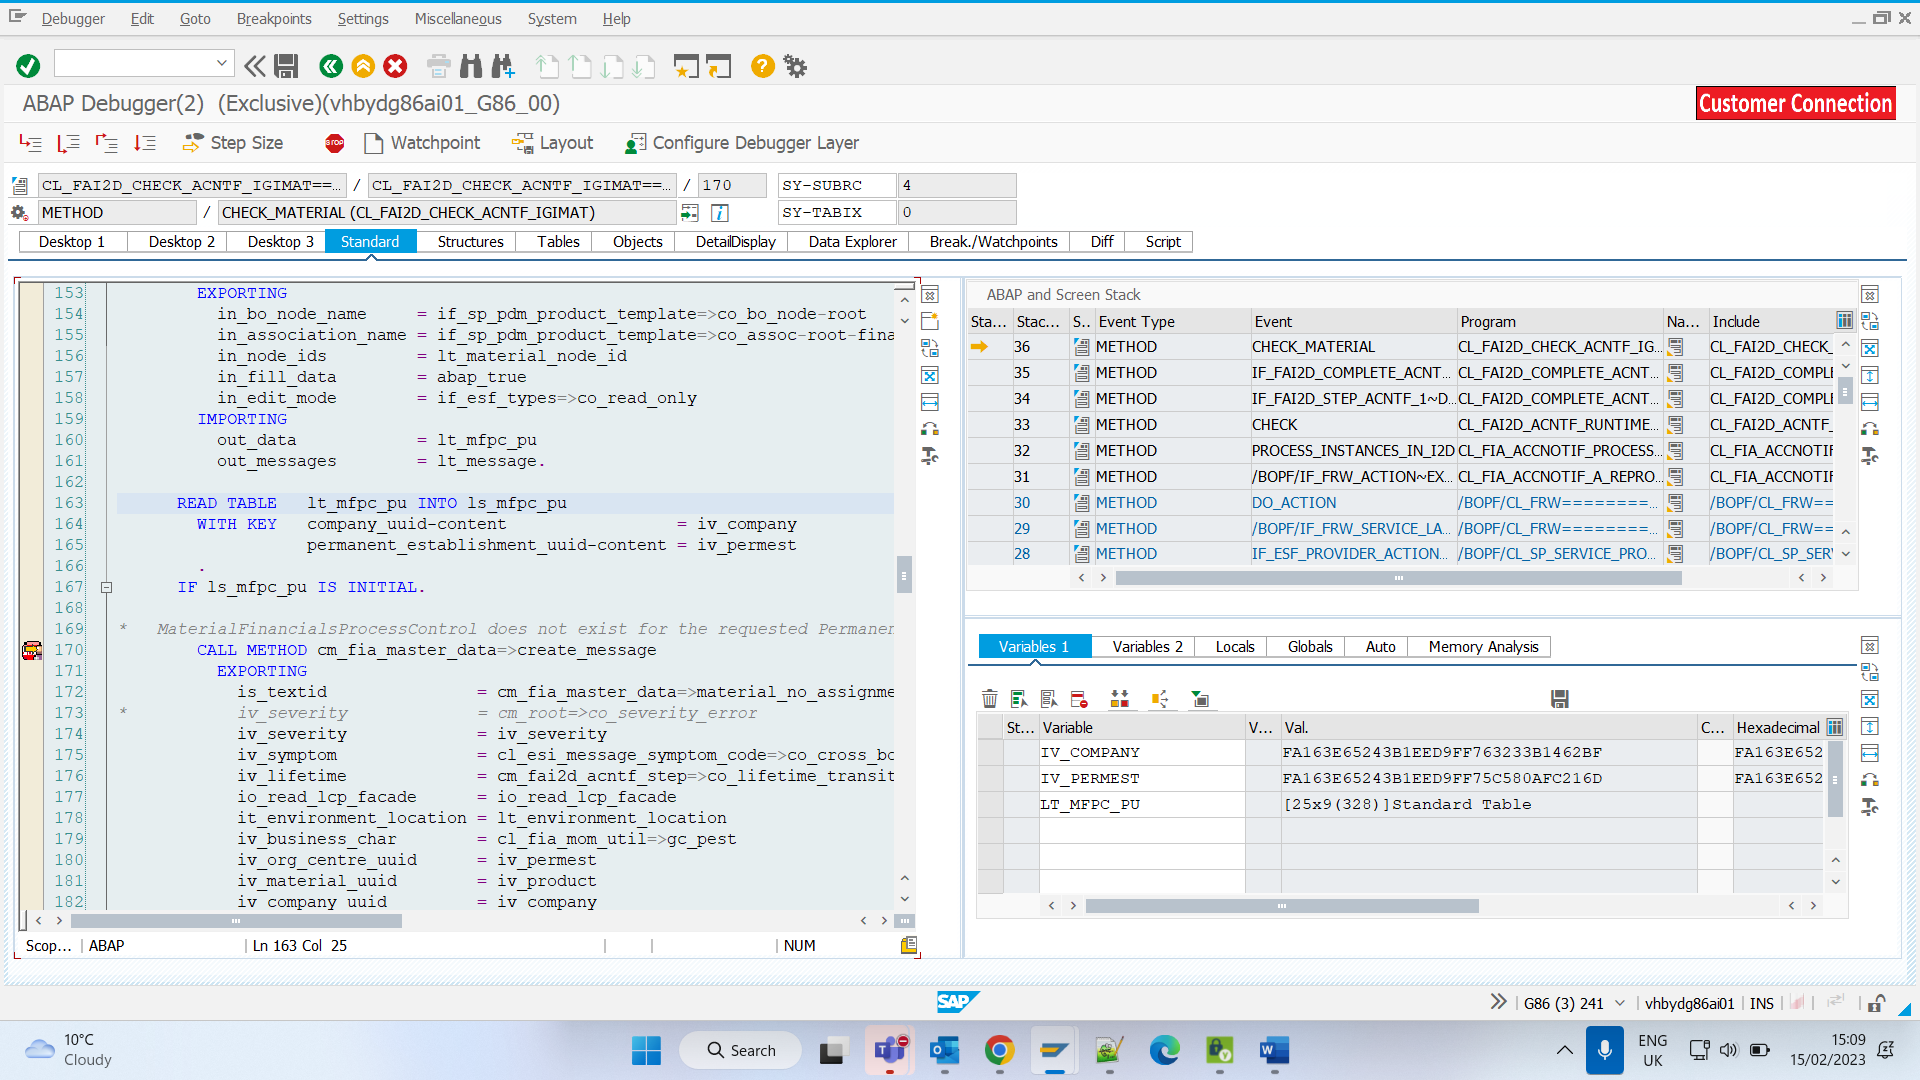 Debugger Edit Goto Breakpoints Settings Miscellaneous System Help
ABAP Debugger(2) (Exclusive)(vhbydg86ai01_G86_00)
Customer Connection
Step Size STOP Watchpoint Layout Configure Debugger Layer
CL_FAI2D_CHECK_ACNTF_IGIMAT==... / CL_FAI2D_CHECK_ACNTF_IGIMAT==... / 170 SY-SUBRC 4
METHOD / CHECK_MATERIAL (CL_FAI2D_CHECK_ACNTF_IGIMAT) SY-TABIX 0
Desktop 1 Desktop 2 Desktop 3 Standard Structures Tables Objects DetailDisplay Data Explorer Break./Watchpoints Diff Script
153 EXPORTING
154 in_bo_node_name = if_sp_pdm_product_template=>co_bo_node-root
155 in_association_name = if_sp_pdm_product_template=>co_assoc-root-fina
156 in_node_ids = lt_material_node_id
157 in_fill_data = abap_true
158 in_edit_mode = if_esf_types=>co_read_only
159 IMPORTING
160 out_data = lt_mfpc_pu
161 out_messages = lt_message.
162
163 READ TABLE lt_mfpc_pu INTO ls_mfpc_pu
164 WITH KEY company_uuid-content = iv_company
165 permanent_establishment_uuid-content = iv_permest
166 .
167 IF ls_mfpc_pu IS INITIAL.
168
169 * MaterialFinancialsProcessControl does not exist for the requested Permanen
170 CALL METHOD cm_fia_master_data=>create_message
171 EXPORTING
172 is_textid = cm_fia_master_data=>material_no_assignme
173 * iv_severity = cm_root=>co_severity_error
174 iv_severity = iv_severity
175 iv_symptom = cl_esi_message_symptom_code=>co_cross_bo
176 iv_lifetime = cm_fai2d_acntf_step=>co_lifetime_transit
177 io_read_lcp_facade = io_read_lcp_facade
178 it_environment_location = lt_environment_location
179 iv_business_char = cl_fia_mom_util=>gc_pest
180 iv_org_centre_uuid = iv_permest
181 iv_material_uuid = iv_product
182 iv_company_uuid = iv_company
Scop... ABAP Ln 163 Col 25 NUM
ABAP and Screen Stack
Sta... Stac... S.. Event Type Event Program Na... Include
36 METHOD CHECK_MATERIAL CL_FAI2D_CHECK_ACNTF_IG... CL_FAI2D_CHECK_
35 METHOD IF_FAI2D_COMPLETE_ACNT... CL_FAI2D_COMPLETE_ACNT... CL_FAI2D_COMPLE
34 METHOD IF_FAI2D_STEP_ACNTF_1~D... CL_FAI2D_COMPLETE_ACNT... CL_FAI2D_COMPLE
33 METHOD CHECK CL_FAI2D_ACNTF_RUNTIME... CL_FAI2D_ACNTF_
32 METHOD PROCESS_INSTANCES_IN_I2D CL_FIA_ACCNOTIF_PROCESS... CL_FIA_ACCNOTIF
31 METHOD /BOPF/IF_FRW_ACTION~EX... CL_FIA_ACCNOTIF_A_REPRO... CL_FIA_ACCNOTIF
30 METHOD DO_ACTION /BOPF/CL_FRW========... /BOPF/CL_FRW==
29 METHOD /BOPF/IF_FRW_SERVICE_LA... /BOPF/CL_FRW========... /BOPF/CL_FRW==
28 METHOD IF_ESF_PROVIDER_ACTION... /BOPF/CL_SP_SERVICE_PRO... /BOPF/CL_SP_SERV
Variables 1 Variables 2 Locals Globals Auto Memory Analysis
St... Variable V... Val. C... Hexadecimal
IV_COMPANY FA163E65243B1EED9FF763233B1462BF FA163E652
IV_PERMEST FA163E65243B1EED9FF75C580AFC216D FA163E652
LT_MFPC_PU [25x9(328)]Standard Table
SAP
G86 (3) 241 vhbydg86ai01 INS
10°C
Cloudy
Search
ENG
UK
15:09
15/02/2023